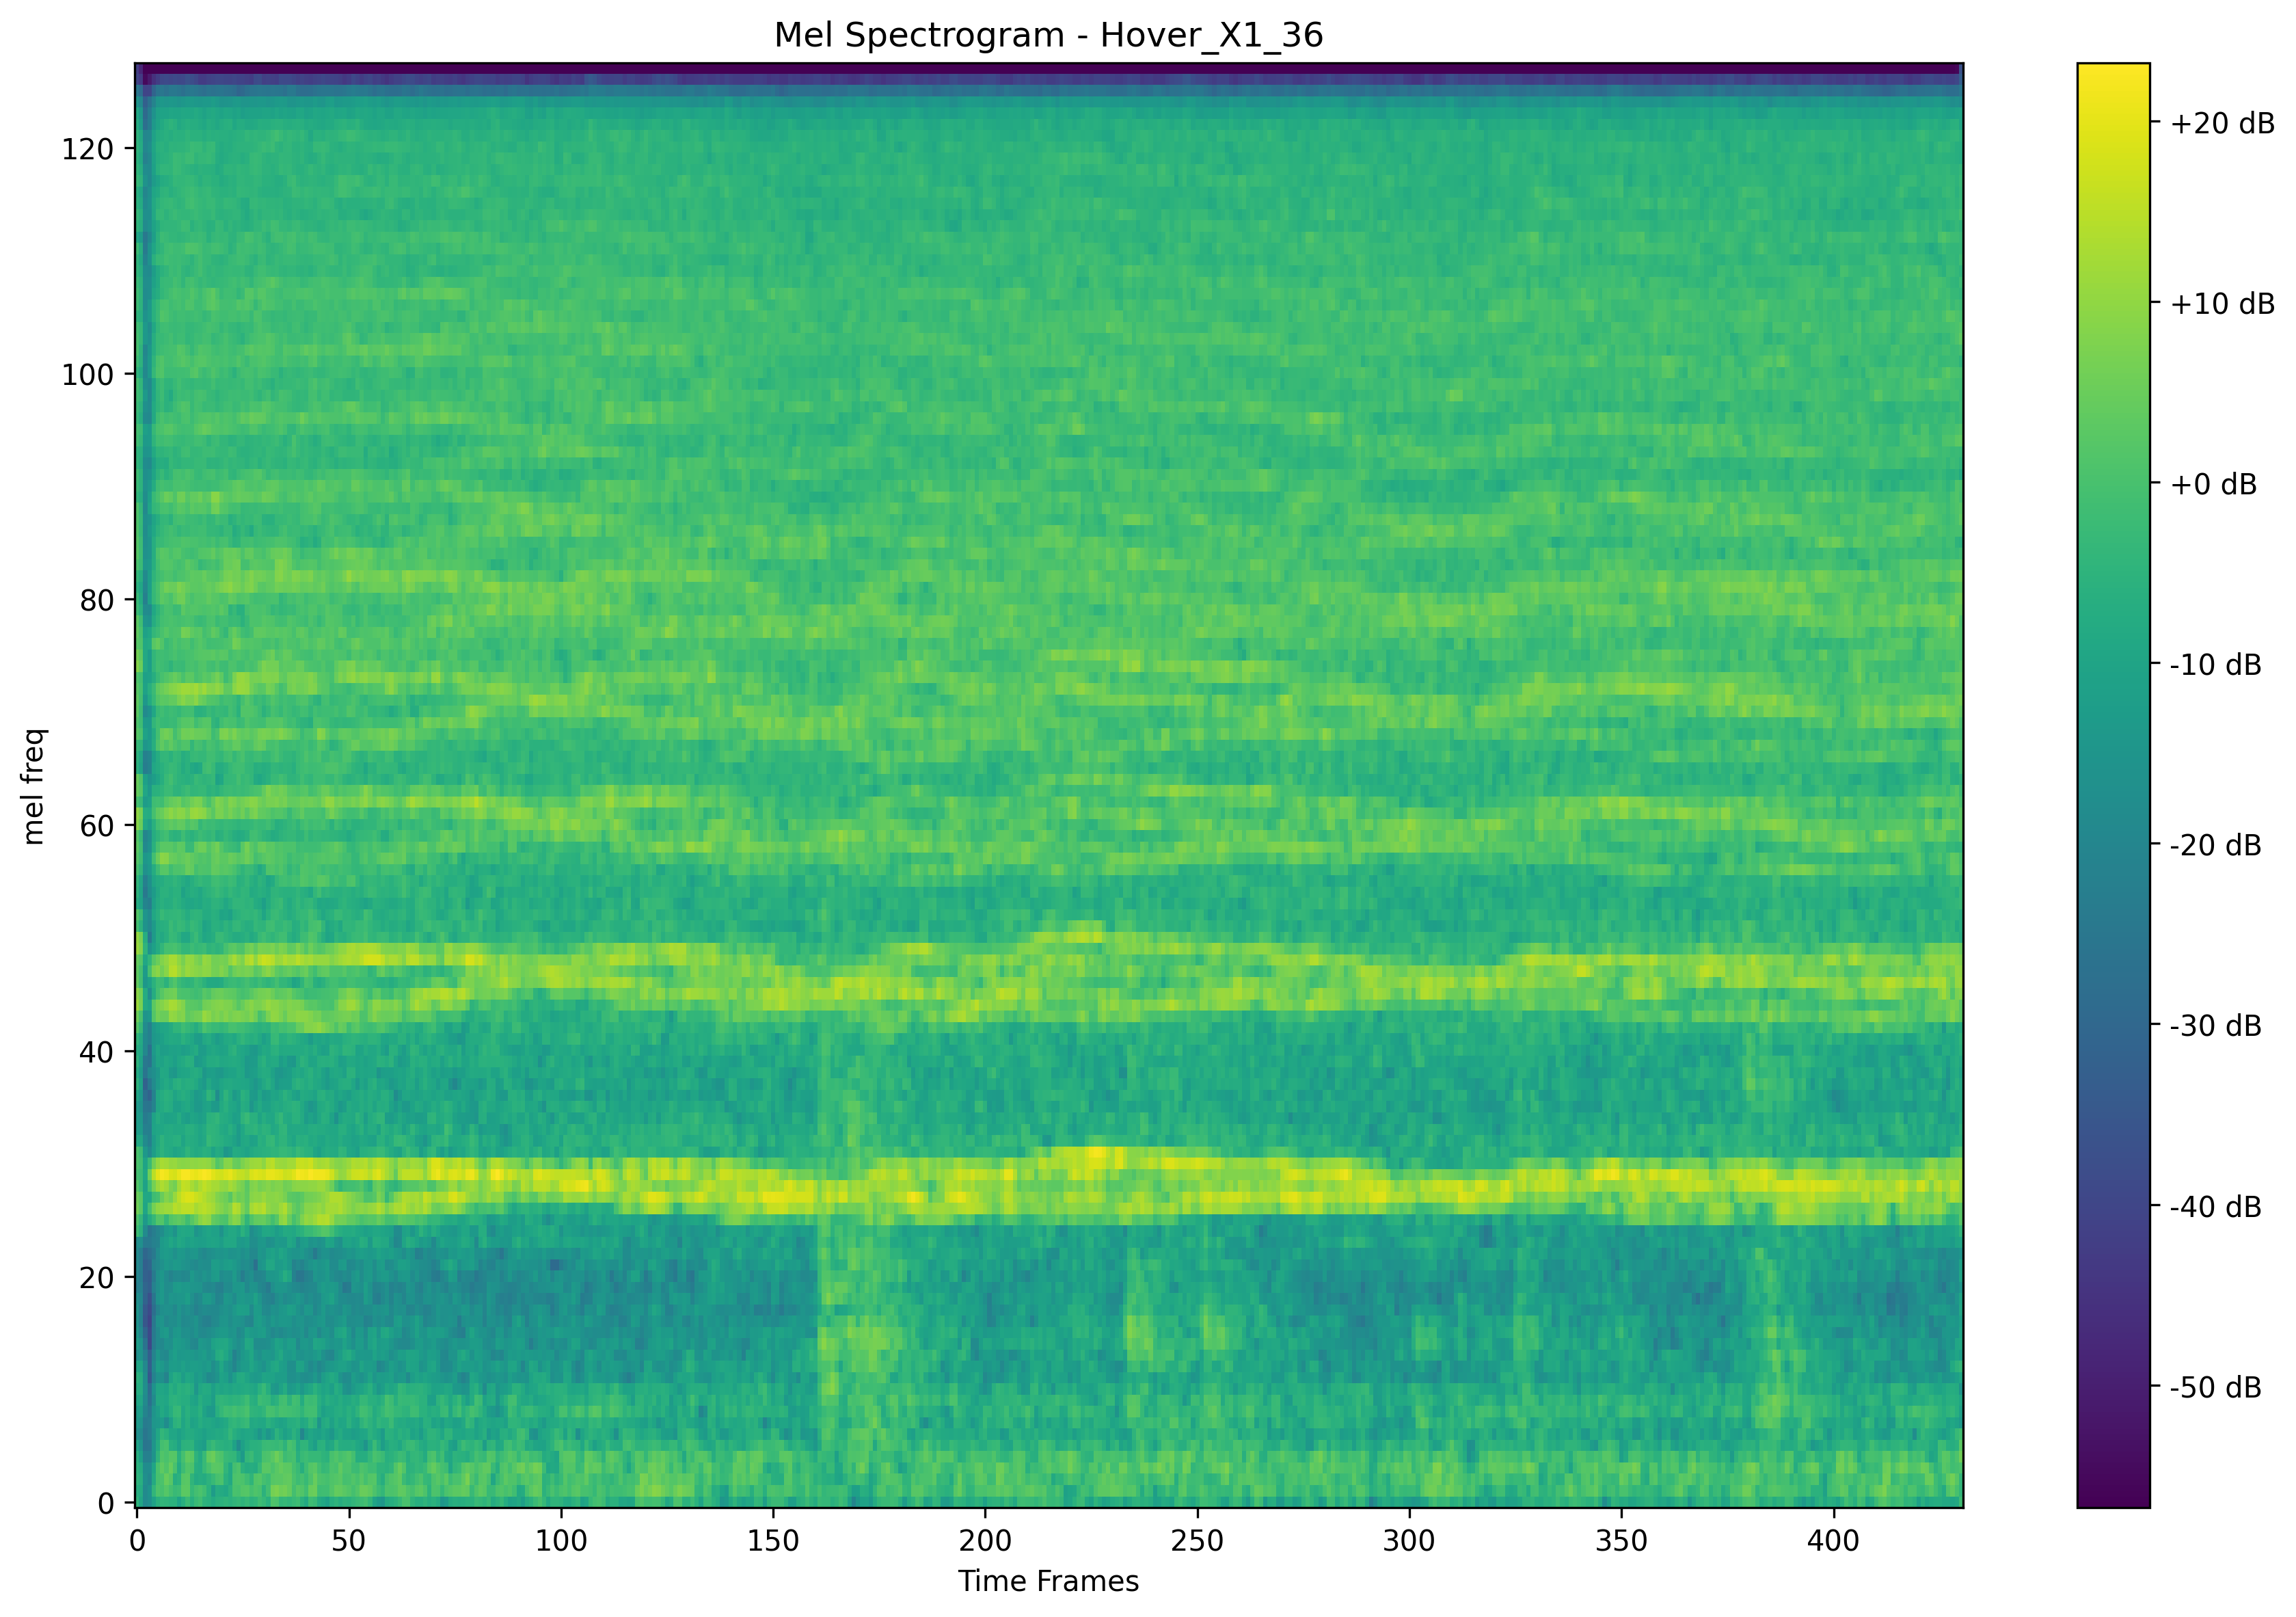 Mel Spectrogram - Hover_X1_36
mel freq
120
100
80
60
40
20
0
0 50 100 150 200 250 300 350 400
Time Frames
+20 dB
+10 dB
+0 dB
-10 dB
-20 dB
-30 dB
-40 dB
-50 dB